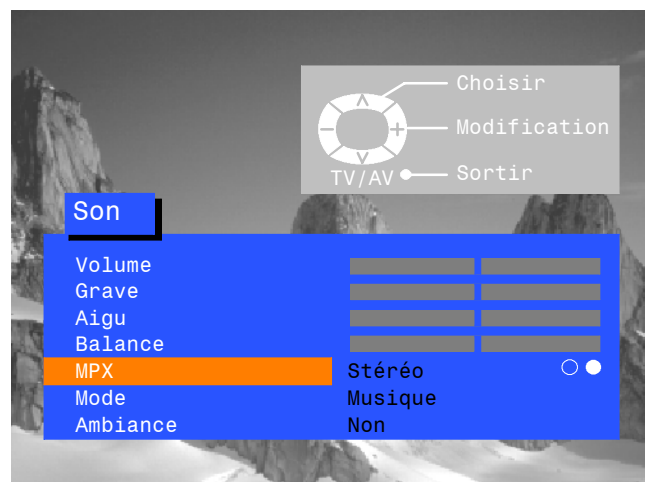 Choisir
Modification
TV/AV Sortir
Son
Volume
Grave
Aigu
Balance
MPX Stéréo
Mode Musique
Ambiance Non